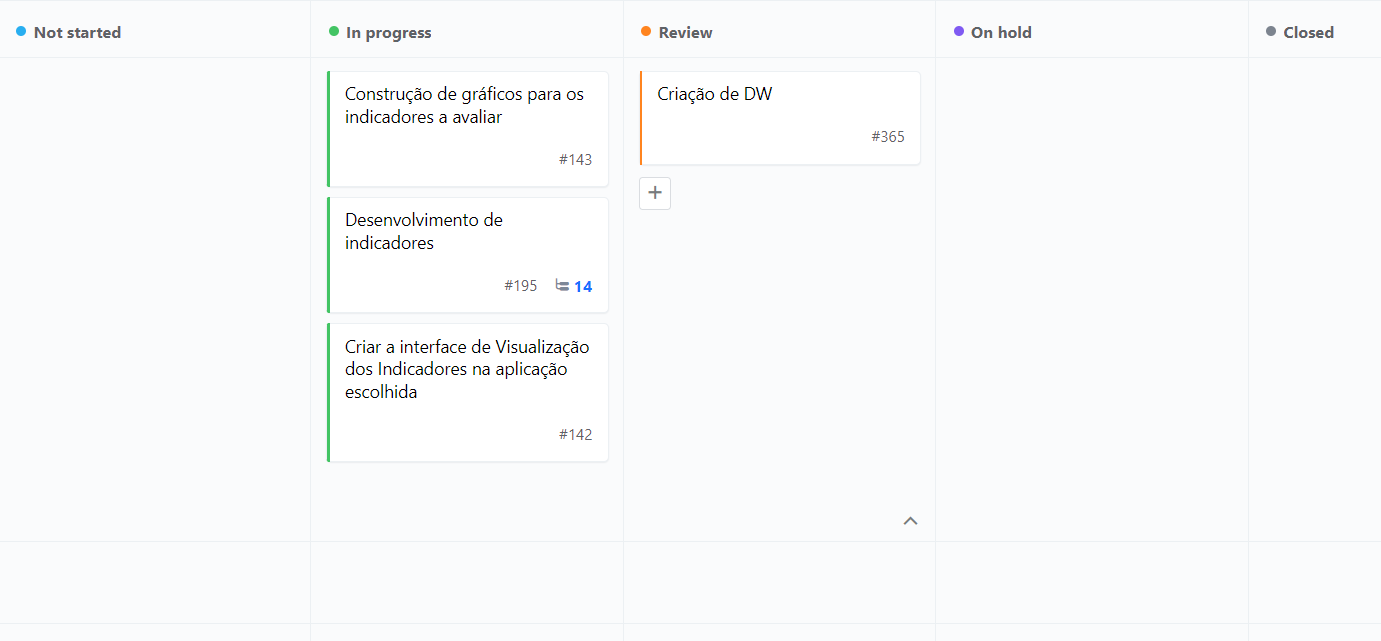 Not started
In progress
Review
On hold
Closed
Construção de gráficos para os
indicadores a avaliar
#143
Desenvolvimento de
indicadores
#195 14
Criar a interface de Visualização
dos Indicadores na aplicação
escolhida
#142
Criação de DW
#365